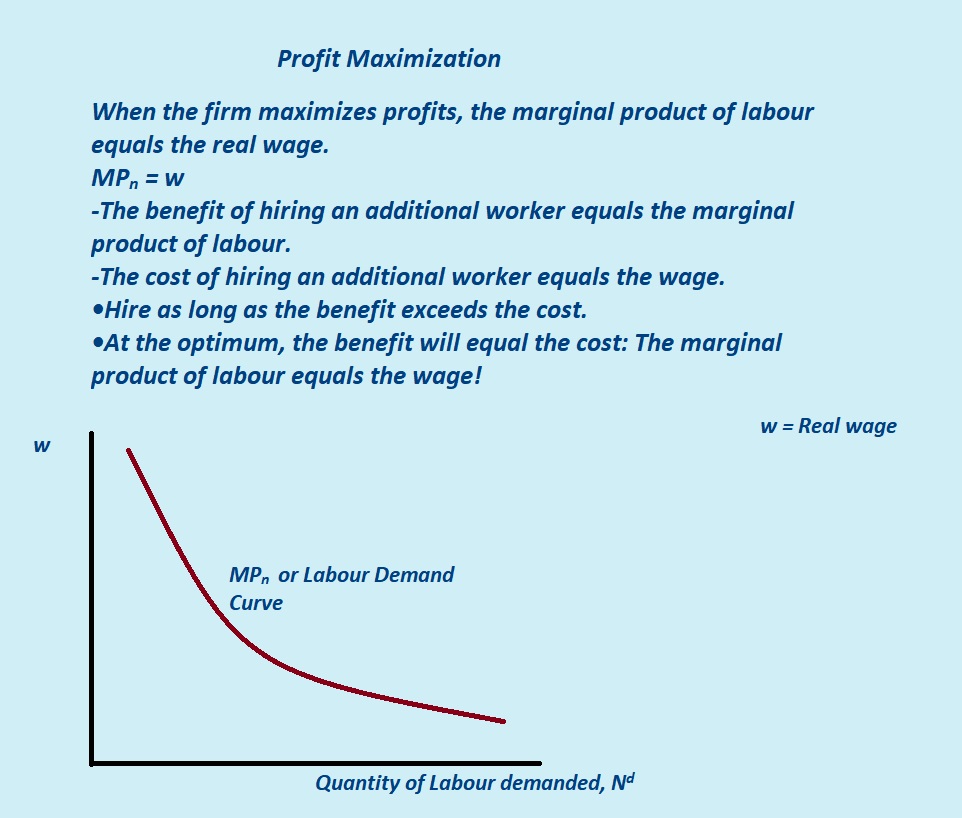 Profit Maximization
When the firm maximizes profits, the marginal product of labour
equals the real wage.
MPₙ = w
-The benefit of hiring an additional worker equals the marginal
product of labour.
-The cost of hiring an additional worker equals the wage.
•Hire as long as the benefit exceeds the cost.
•At the optimum, the benefit will equal the cost: The marginal
product of labour equals the wage!
w = Real wage
w
MPₙ or Labour Demand
Curve
Quantity of Labour demanded, Nᵈ